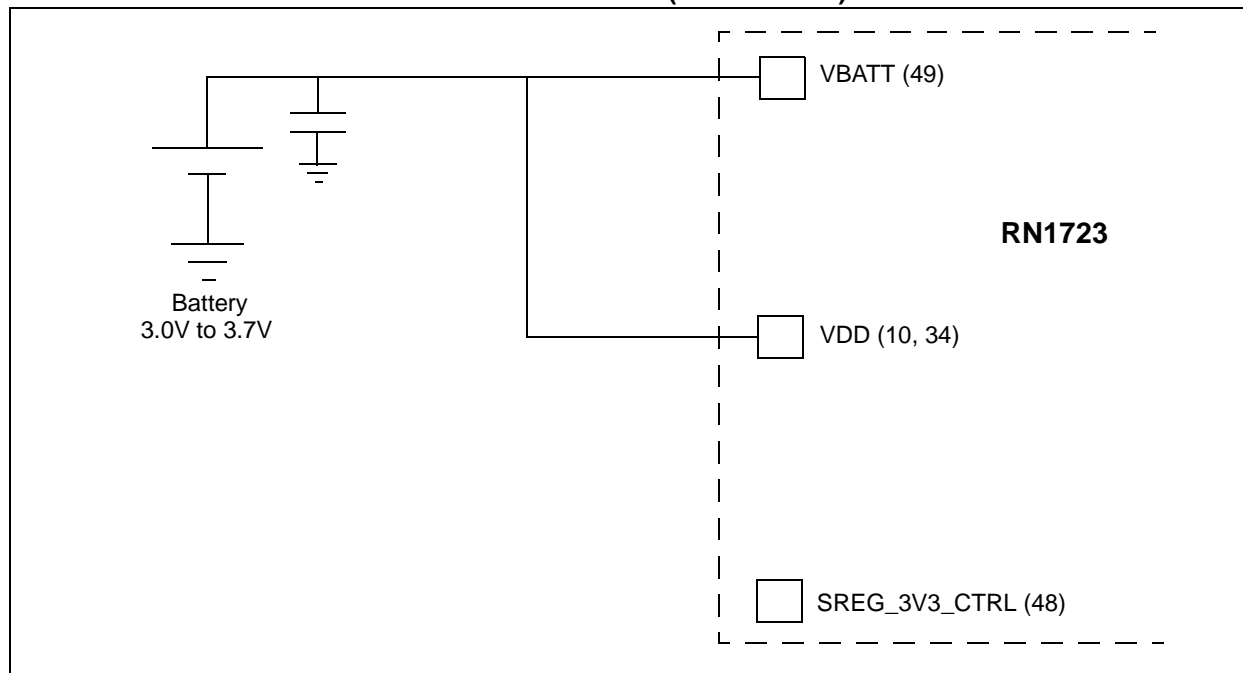 VBATT (49)
RN1723
Battery
3.0V to 3.7V
VDD (10, 34)
SREG_3V3_CTRL (48)